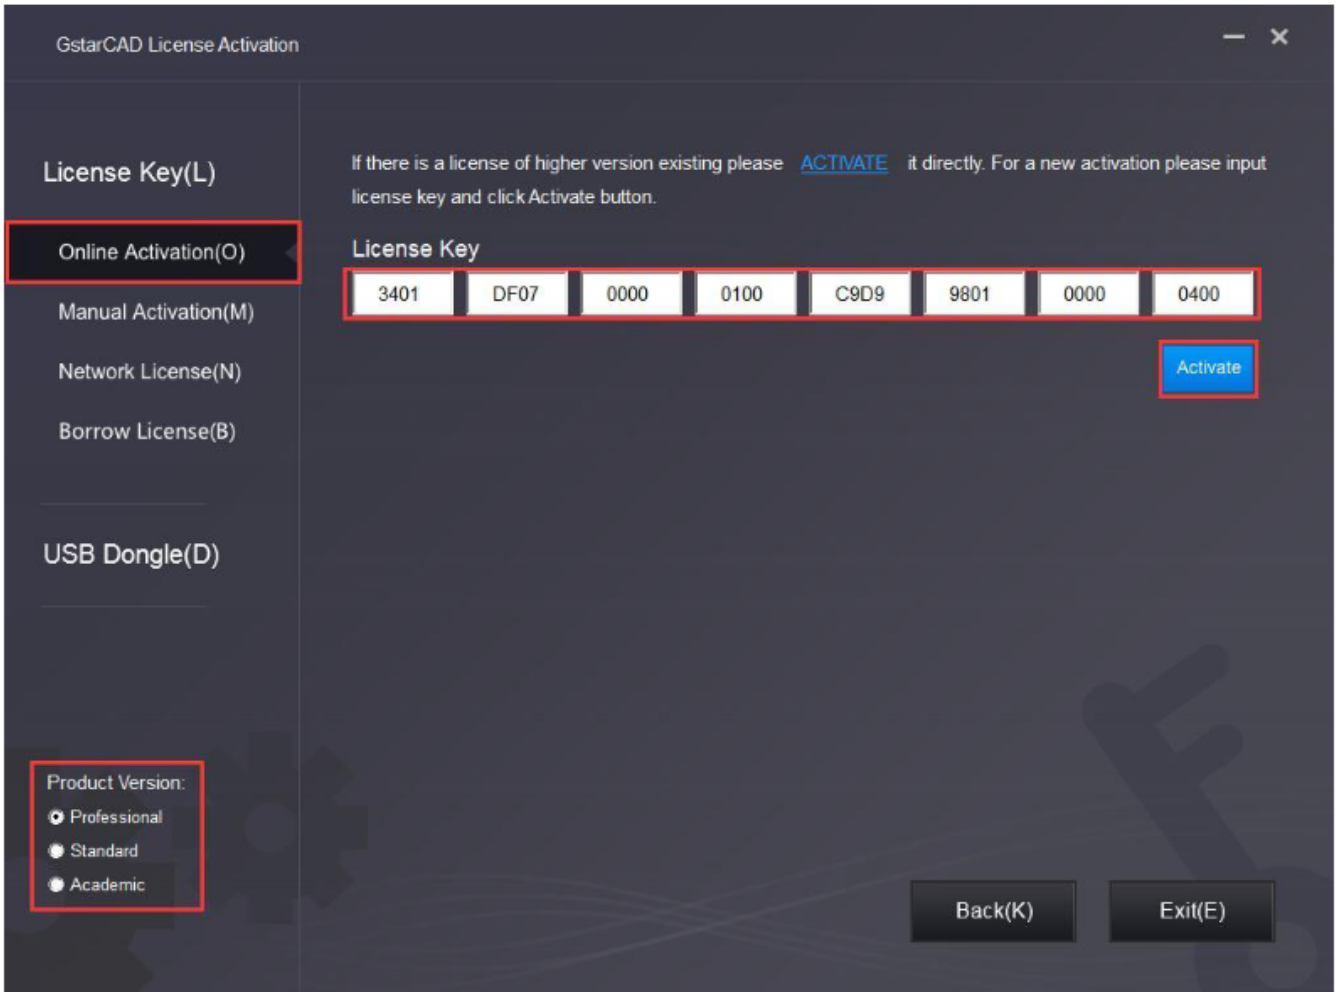 GstarCAD License Activation
License Key(L)
Online Activation(O)
Manual Activation(M)
Network License(N)
Borrow License(B)
USB Dongle(D)
Product Version:
Professional
Standard
Academic
If there is a license of higher version existing please ACTIVATE it directly. For a new activation please input
license key and click Activate button.
License Key
3401 DF07 0000 0100 C9D9 9801 0000 0400
Activate
Back(K) Exit(E)